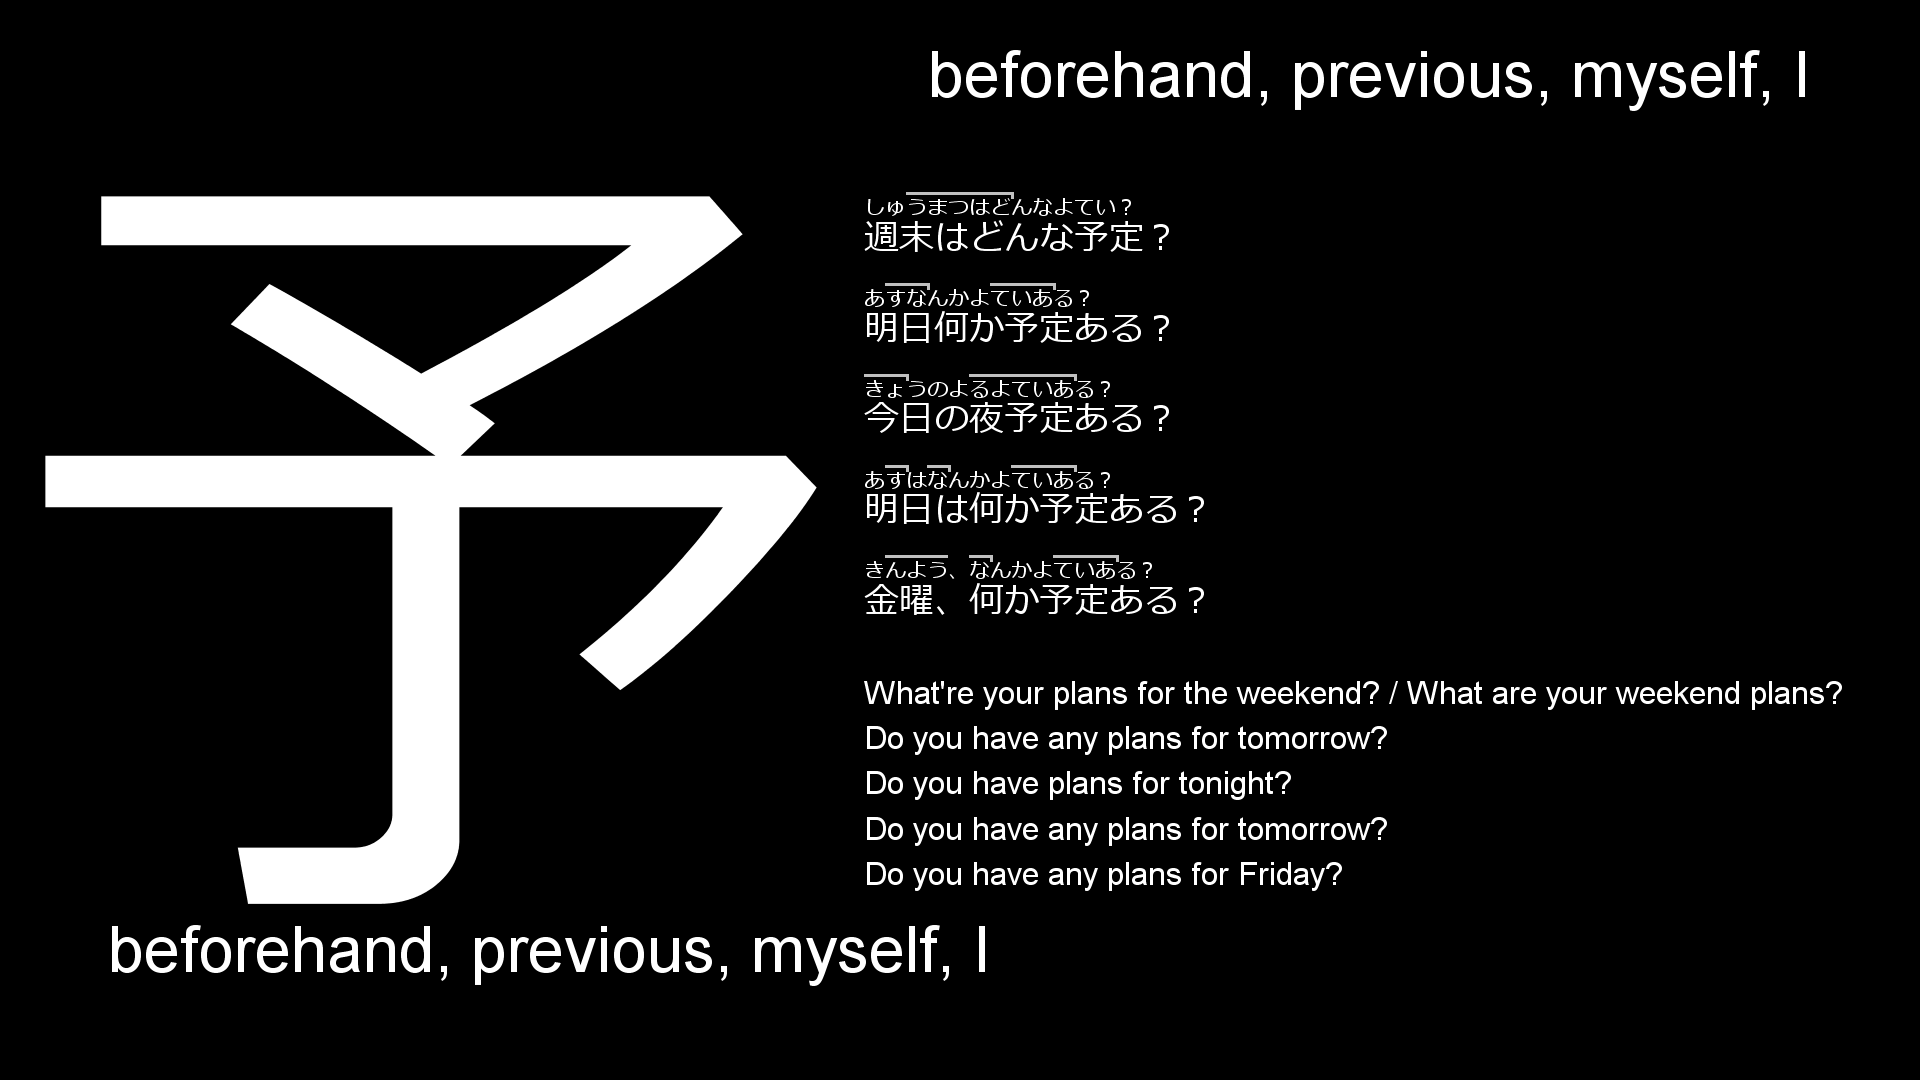 beforehand, previous, myself, I
予
しゅうまつはどんなよてい？
週末はどんな予定？
あすなんかよていある？
明日何か予定ある？
きょうのよるよていある？
今日の夜予定ある？
あすはなんかよていある？
明日は何か予定ある？
きんよう、なんかよていある？
金曜、何か予定ある？
What're your plans for the weekend? / What are your weekend plans?
Do you have any plans for tomorrow?
Do you have plans for tonight?
Do you have any plans for tomorrow?
Do you have any plans for Friday?
beforehand, previous, myself, I